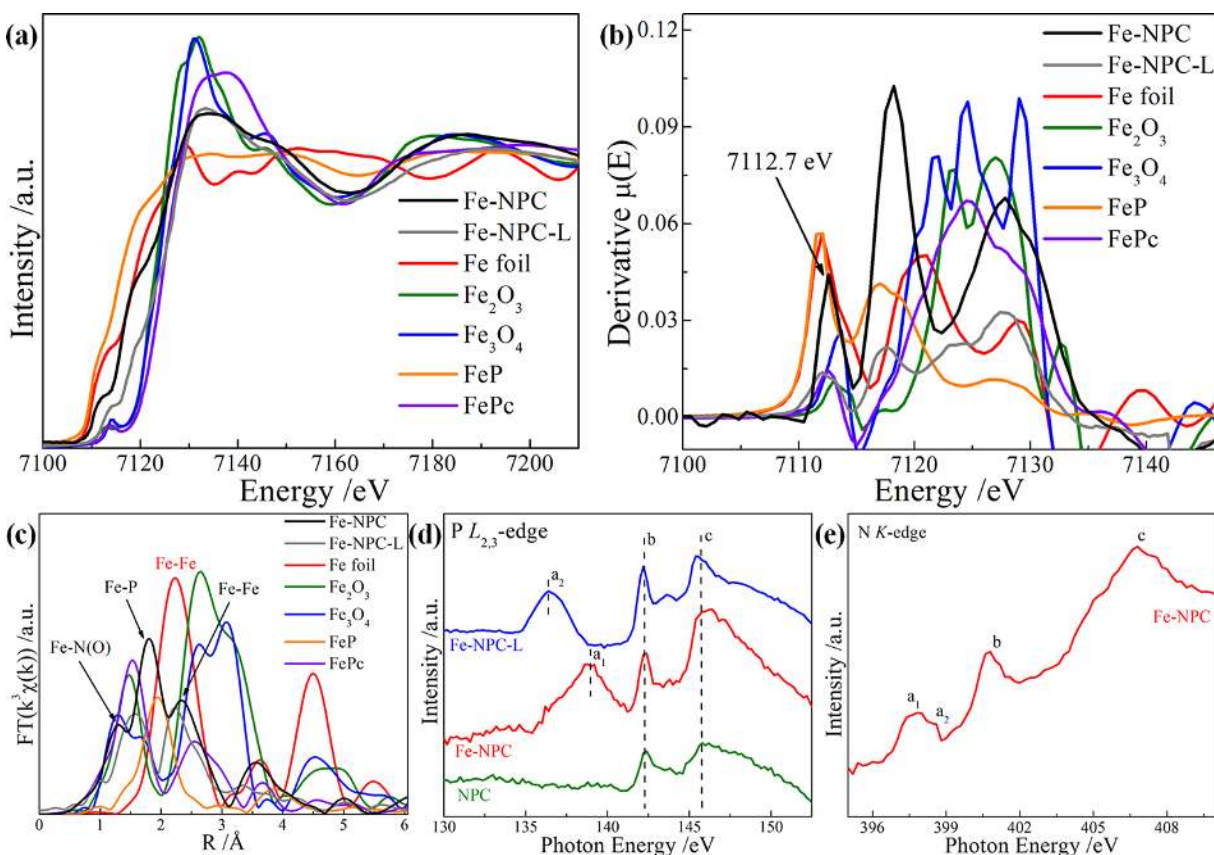 (a)
Intensity /a.u.
Fe-NPC
Fe-NPC-L
Fe foil
Fe₂O₃
Fe₃O₄
FeP
FePc
7100 7120 7140 7160 7180 7200
Energy /eV
(b)
Derivative μ(E)
0.12
0.09
0.06
0.03
0.00
7112.7 eV
Fe-NPC
Fe-NPC-L
Fe foil
Fe₂O₃
Fe₃O₄
FeP
FePc
7100 7110 7120 7130 7140
Energy /eV
(c)
FT(k³χ(k)) /a.u.
Fe-NPC
Fe-NPC-L
Fe foil
Fe₂O₃
Fe₃O₄
FeP
FePc
Fe-Fe
Fe-P
Fe-Fe
Fe-N(O)
0 1 2 3 4 5 6
R /Å
(d)
P L₂,₃-edge
Intensity /a.u.
b
c
a₂
Fe-NPC-L
a₁
Fe-NPC
NPC
130 135 140 145 150
Photon Energy /eV
(e)
N K-edge
Intensity /a.u.
c
Fe-NPC
b
a₁
a₂
396 399 402 405 408
Photon Energy /eV